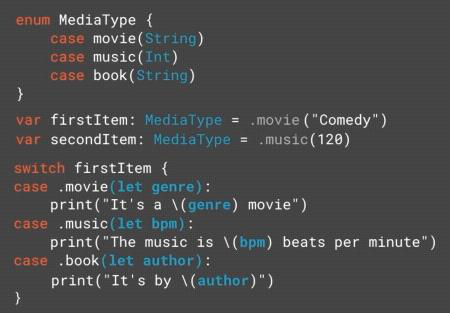 enum MediaType {
    case movie(String)
    case music(Int)
    case book(String)
}
var firstItem: MediaType = .movie("Comedy")
var secondItem: MediaType = .music(120)
switch firstItem {
case .movie(let genre):
    print("It's a \(genre) movie")
case .music(let bpm):
    print("The music is \(bpm) beats per minute")
case .book(let author):
    print("It's by \(author)")
}